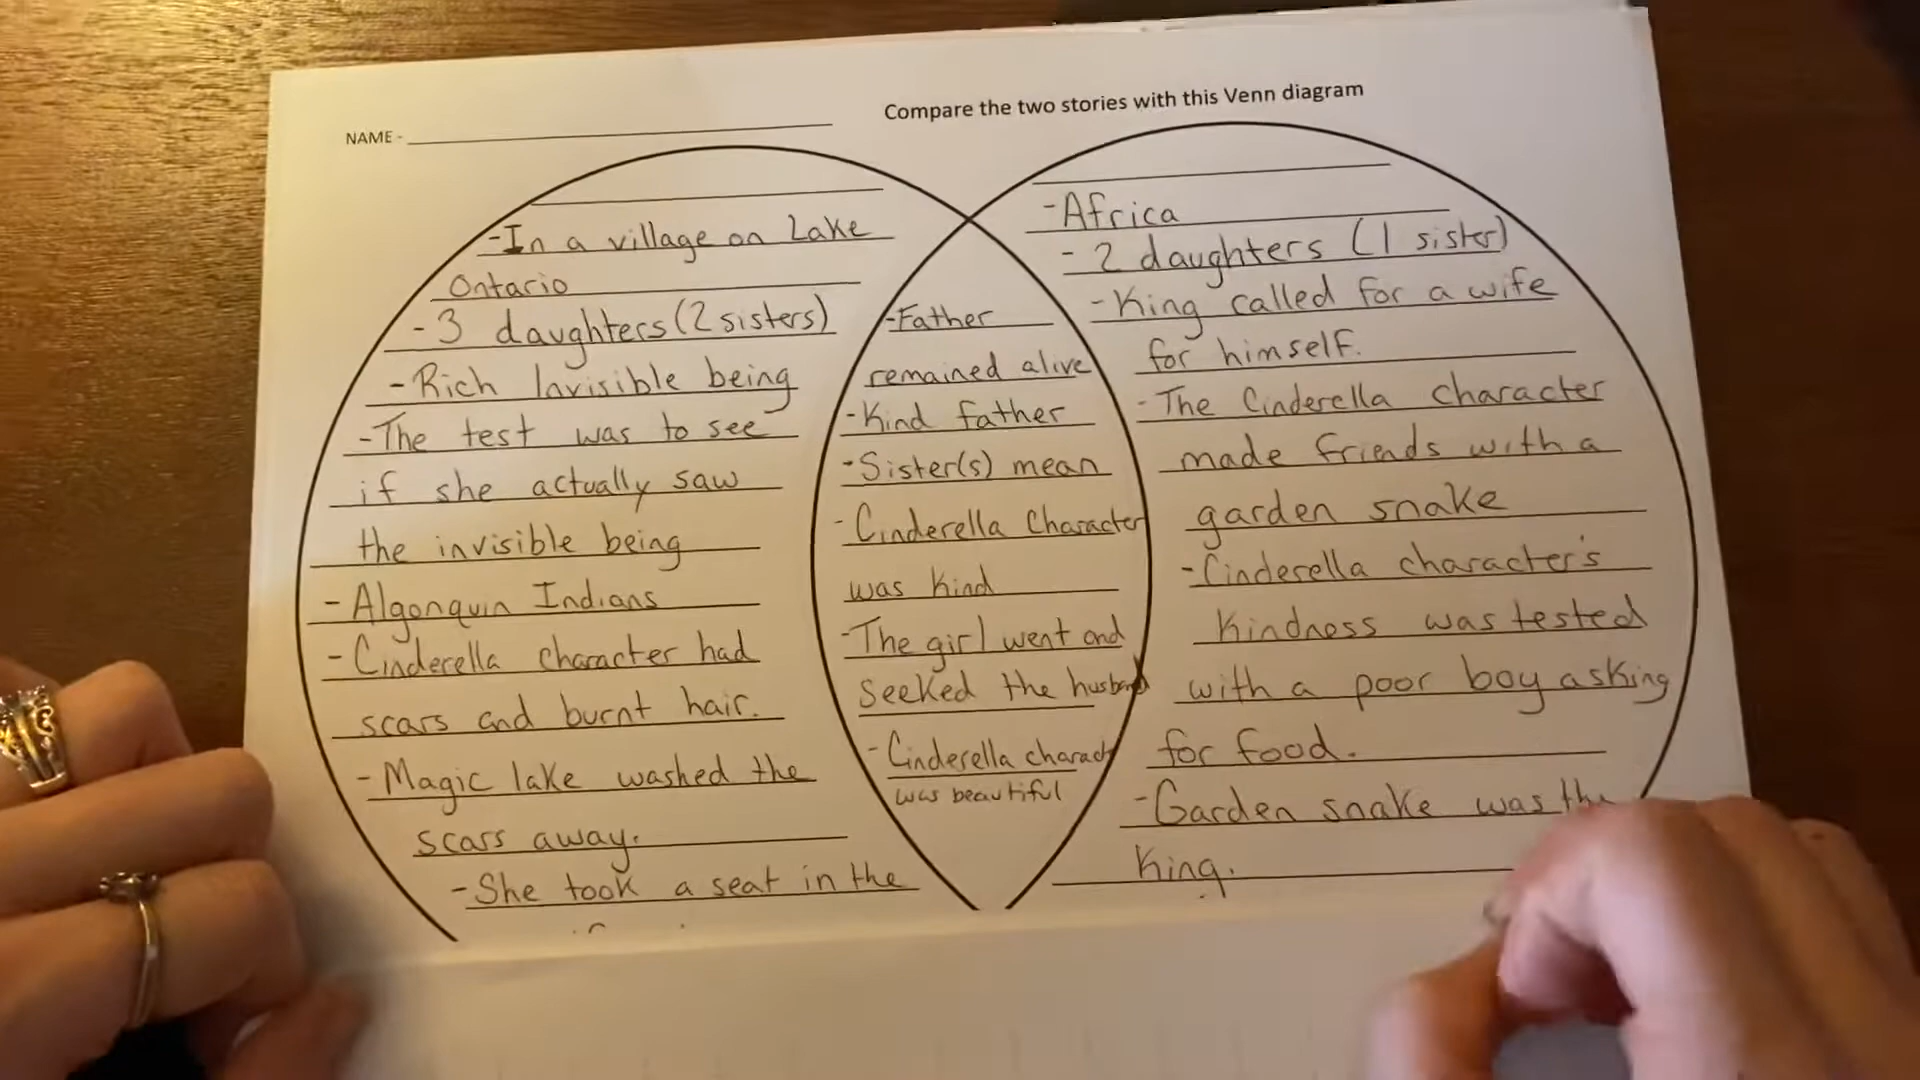 NAME -
Compare the two stories with this Venn diagram
-In a village on Lake
Ontario
-3 daughters (2 sisters)
-Rich Invisible being
-The test was to see
if she actually saw
the invisible being
-Algonquin Indians
-Cinderella character had
scars and burnt hair.
-Magic lake washed the
scars away.
-She took a seat in the
-Father
remained alive
-Kind father
-Sister(s) mean
-Cinderella Character
was kind
-The girl went and
seeked the husband
-Cinderella charact
was beautiful
-Africa
-2 daughters (1 sister)
-King called for a wife
for himself.
-The Cinderella character
made friends with a
garden snake
-Cinderella character's
kindness was tested
with a poor boy asking
for food.
-Garden snake was the
King.